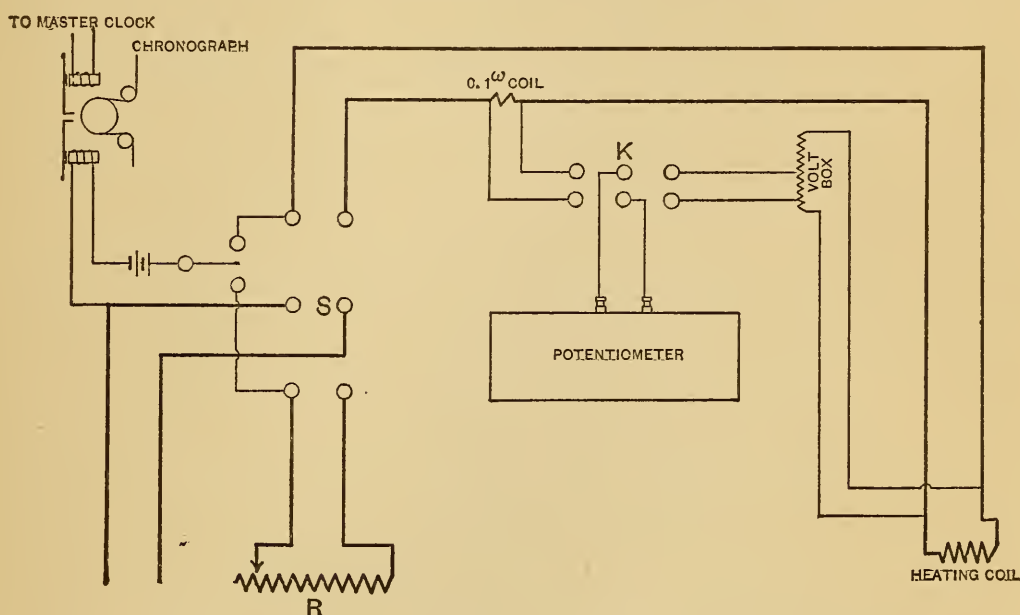 TO MASTER CLOCK
CHRONOGRAPH
0.1ω COIL
K
VOLT
BOX
S
POTENTIOMETER
HEATING COIL
R